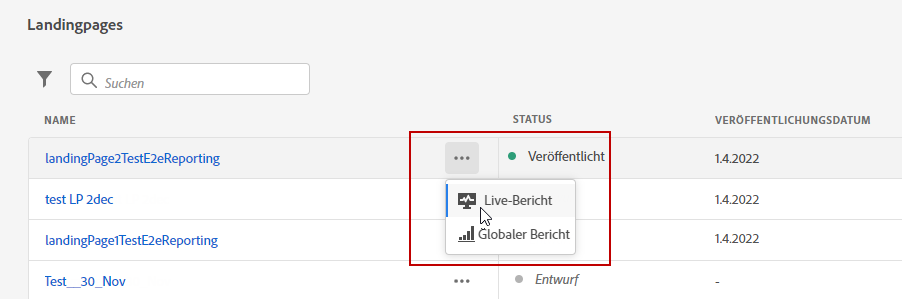 Landingpages
Suchen
NAME STATUS VERÖFFENTLICHUNGSDATUM
landingPage2TestE2eReporting ••• Veröffentlicht 1.4.2022
test LP 2dec Live-Bericht 1.4.2022
landingPage1TestE2eReporting Globaler Bericht 1.4.2022
Test__30_Nov ••• Entwurf -